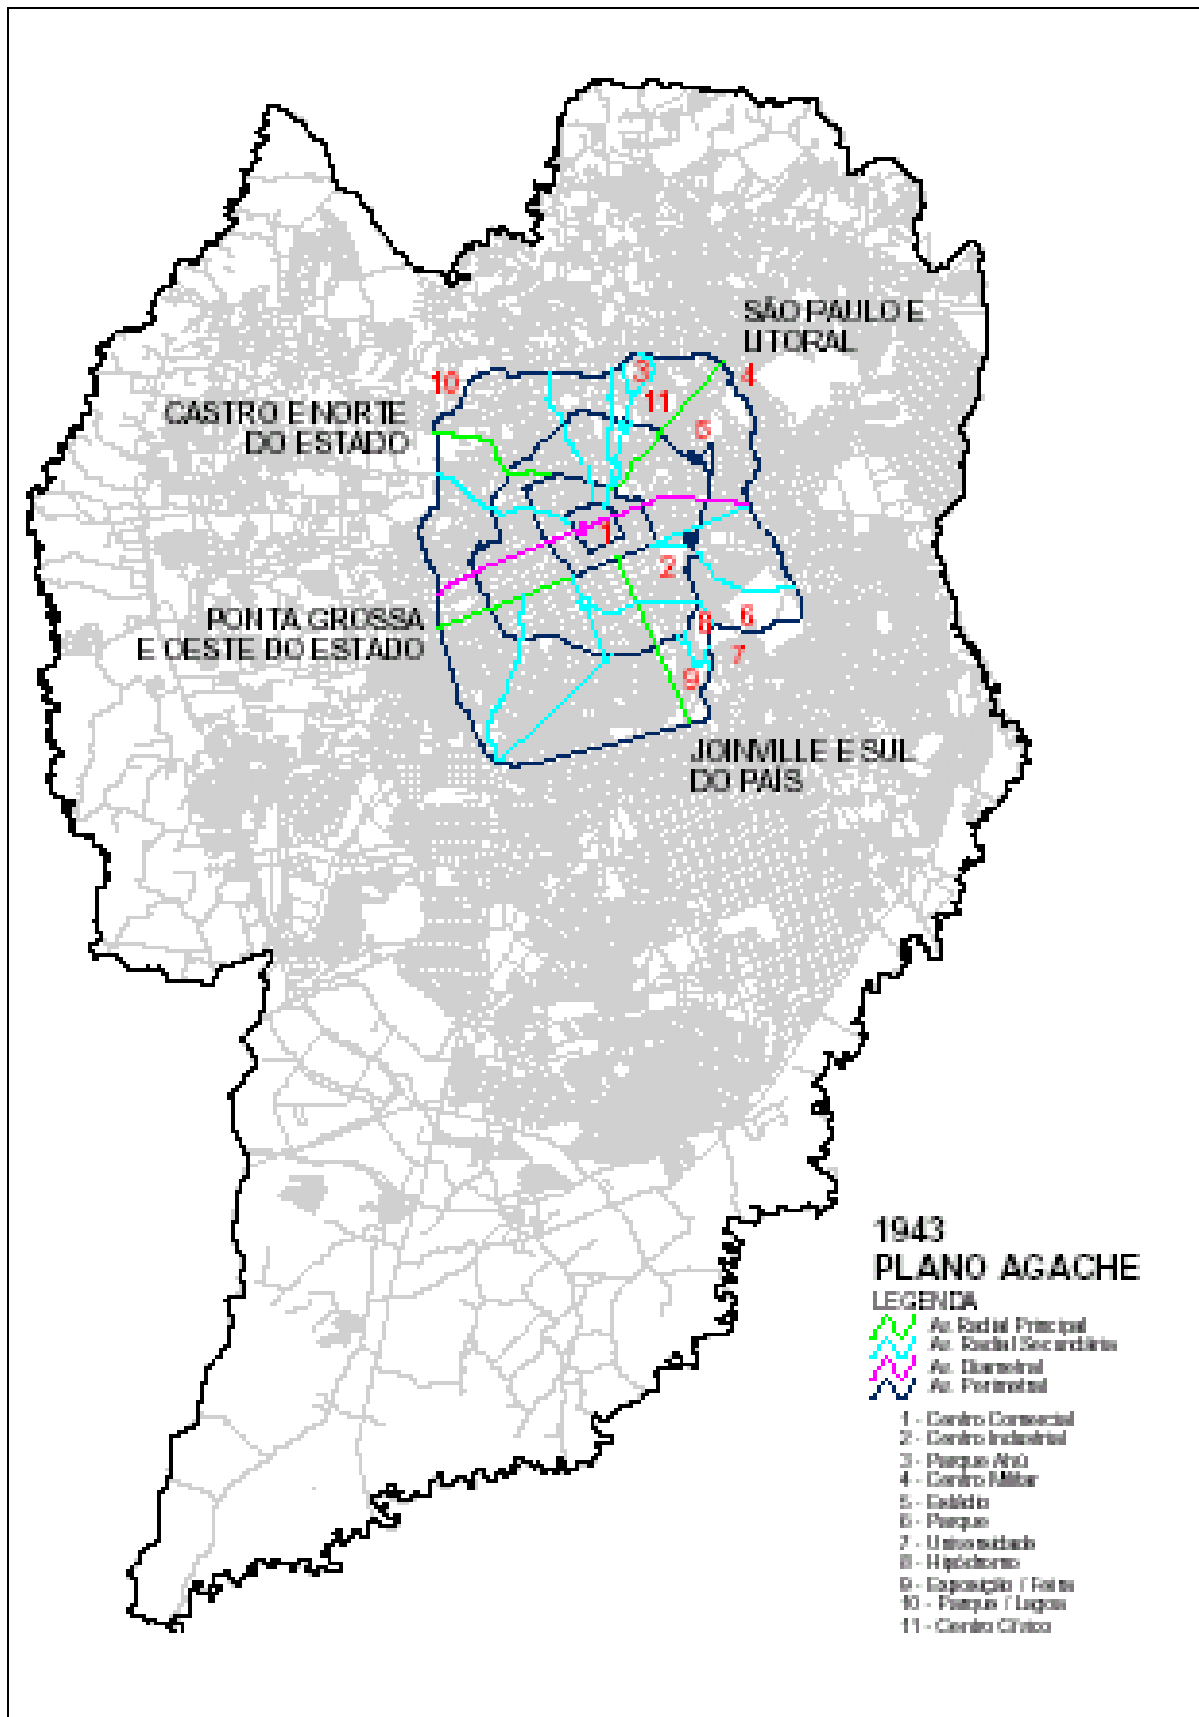 SÃO PAULO E
LITORAL
3
4
10
11
CASTRO E NORTE
DO ESTADO
5
1
2
PONTA GROSSA
E OESTE DO ESTADO
8
6
7
9
JOINVILLE E SUL
DO PAÍS
1943
PLANO AGACHE
LEGENDA
Av. Radial Principal
Av. Radial Secundária
Av. Diametral
Av. Perimetral
1 - Centro Comercial
2 - Centro Industrial
3 - Parque Ahú
4 - Centro Militar
5 - Estádio
6 - Parque
7 - Universidade
8 - Hipódromo
9 - Exposição / Feira
10 - Parque / Lagoa
11 - Centro Cívico